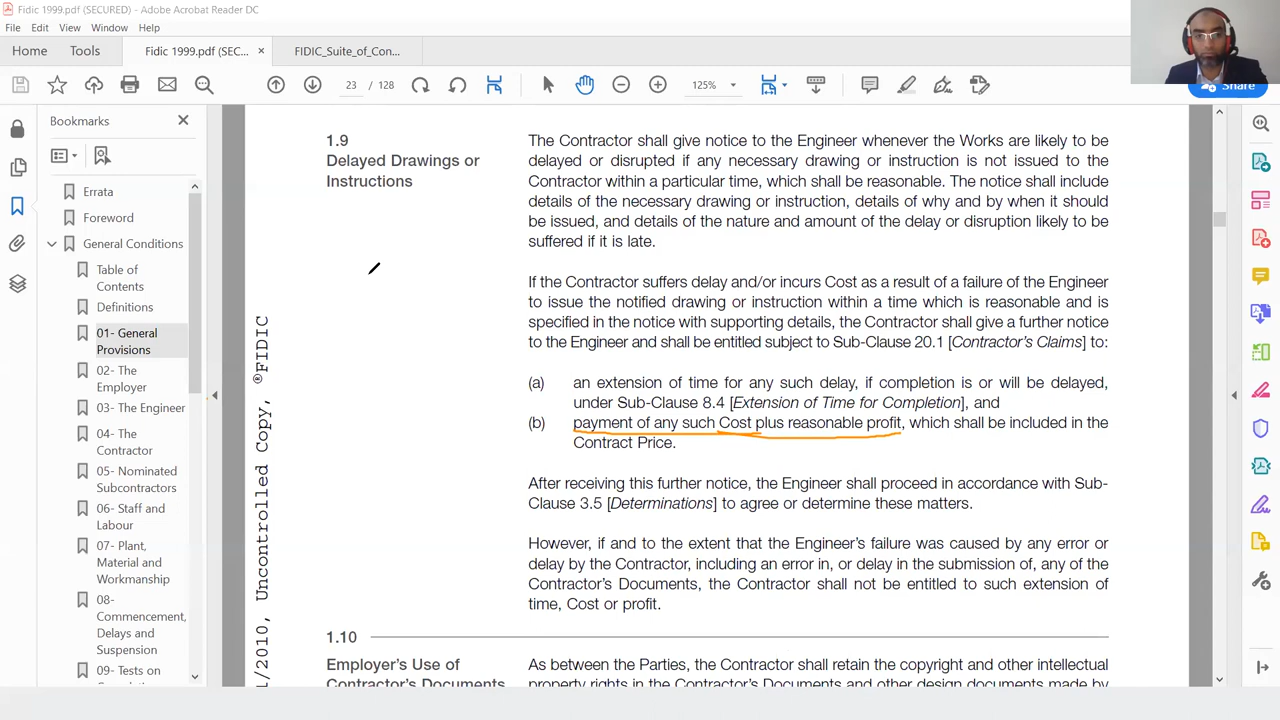 Fidic 1999.pdf (SECURED) - Adobe Acrobat Reader DC
File Edit View Window Help
Home Tools Fidic 1999.pdf (SEC... × FIDIC_Suite_of_Con...
23 / 128 125%
Share
Bookmarks
Errata
Foreword
General Conditions
Table of
Contents
Definitions
01- General
Provisions
02- The
Employer
03- The Engineer
04- The
Contractor
05- Nominated
Subcontractors
06- Staff and
Labour
07- Plant,
Material and
Workmanship
08-
Commencement,
Delays and
Suspension
09- Tests on
1/2010, Uncontrolled Copy, ®FIDIC
1.9
Delayed Drawings or
Instructions
The Contractor shall give notice to the Engineer whenever the Works are likely to be
delayed or disrupted if any necessary drawing or instruction is not issued to the
Contractor within a particular time, which shall be reasonable. The notice shall include
details of the necessary drawing or instruction, details of why and by when it should
be issued, and details of the nature and amount of the delay or disruption likely to be
suffered if it is late.
If the Contractor suffers delay and/or incurs Cost as a result of a failure of the Engineer
to issue the notified drawing or instruction within a time which is reasonable and is
specified in the notice with supporting details, the Contractor shall give a further notice
to the Engineer and shall be entitled subject to Sub-Clause 20.1 [Contractor's Claims] to:
(a) an extension of time for any such delay, if completion is or will be delayed,
under Sub-Clause 8.4 [Extension of Time for Completion], and
(b) payment of any such Cost plus reasonable profit, which shall be included in the
Contract Price.
After receiving this further notice, the Engineer shall proceed in accordance with Sub-
Clause 3.5 [Determinations] to agree or determine these matters.
However, if and to the extent that the Engineer's failure was caused by any error or
delay by the Contractor, including an error in, or delay in the submission of, any of the
Contractor's Documents, the Contractor shall not be entitled to such extension of
time, Cost or profit.
1.10
Employer's Use of
Contractor's Documents
As between the Parties, the Contractor shall retain the copyright and other intellectual
property rights in the Contractor's Documents and other design documents made by